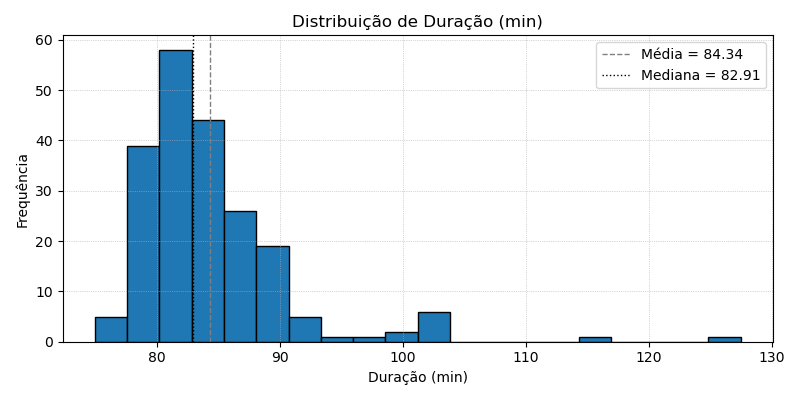 Distribuição de Duração (min)
Média = 84.34
Mediana = 82.91
Frequência
60
50
40
30
20
10
0
80
90
100
110
120
130
Duração (min)